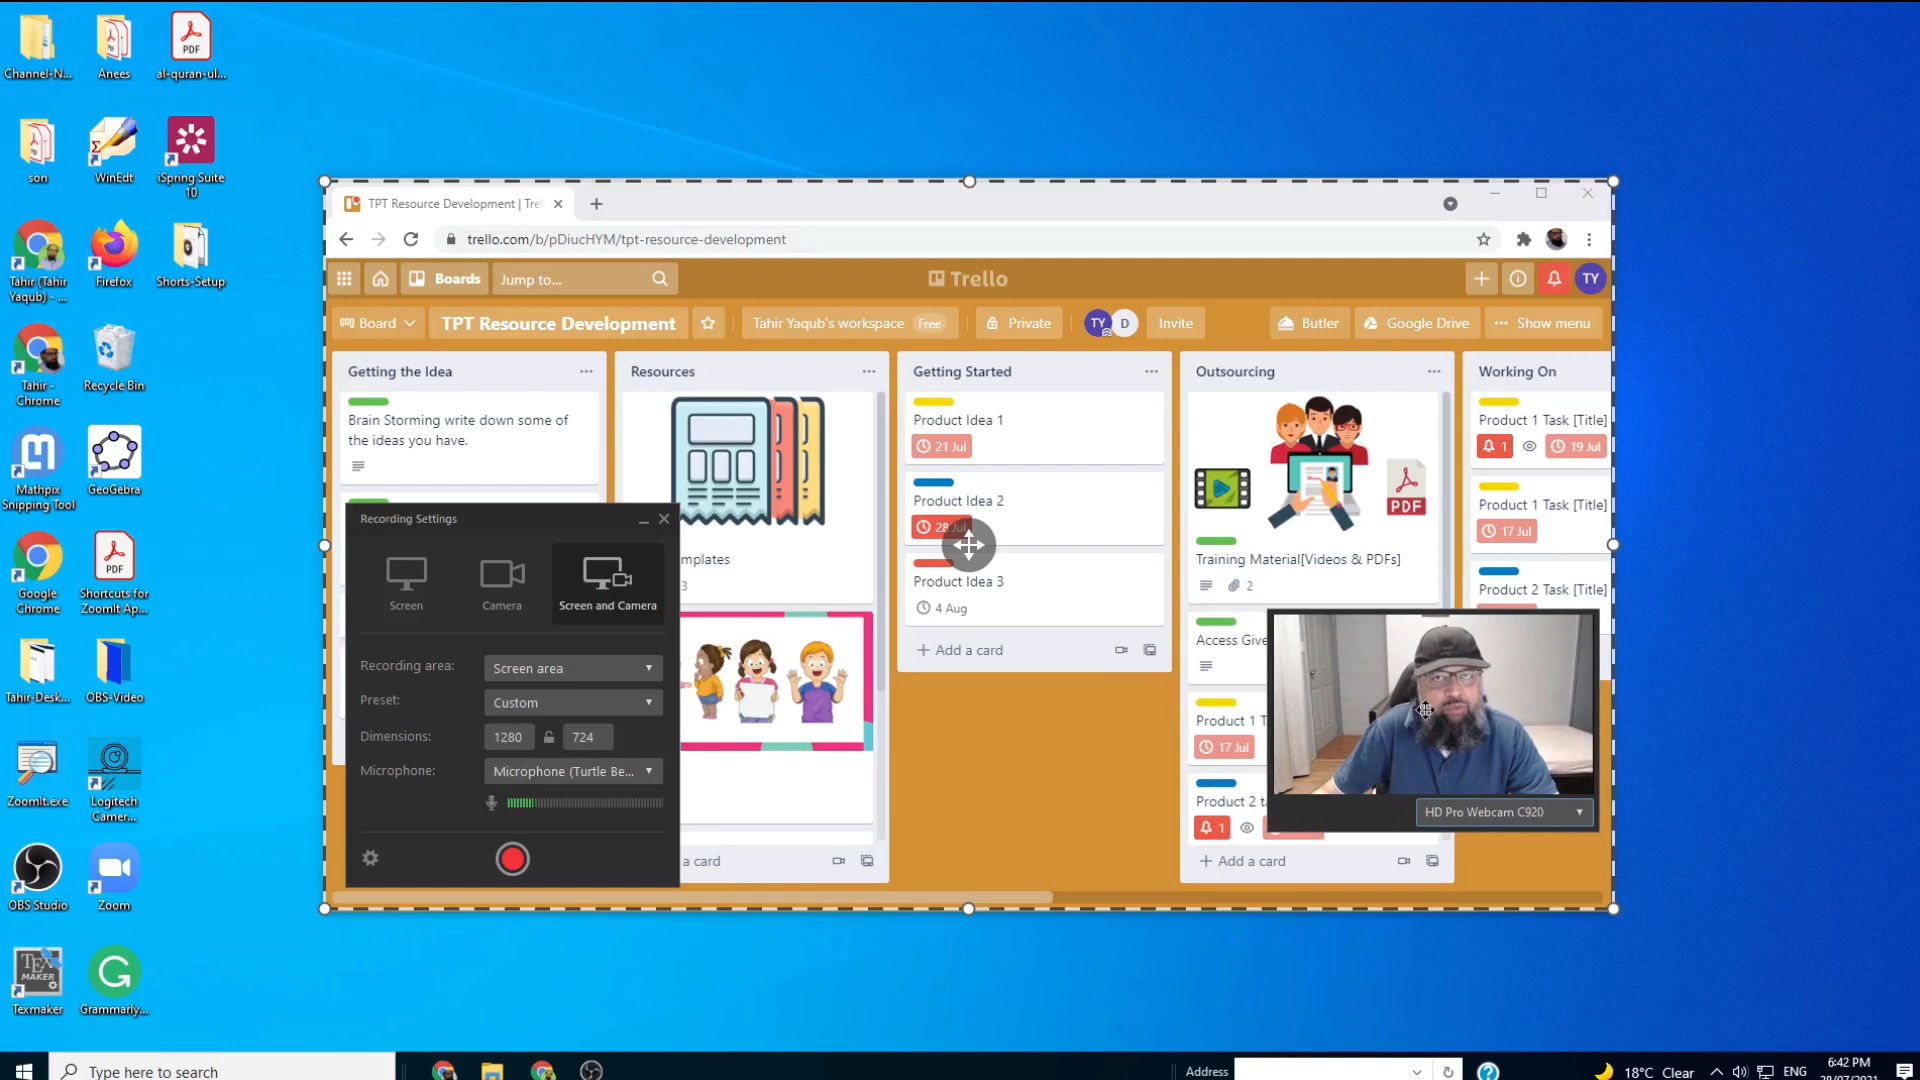 Channel-N...
Anees
al-quran-ul...
son
WinEdt
iSpring Suite
10
Tahir (Tahir
Yaqub) - ...
Firefox
Shorts-Setup
Tahir -
Chrome
Recycle Bin
Mathpix
Snipping Tool
GeoGebra
Google
Chrome
Shortcuts for
ZoomIt Ap...
Tahir-Desk...
OBS-Video
ZoomIt.exe
Logitech
Camer...
OBS Studio
Zoom
Texmaker
Grammarly...
TPT Resource Development | Trel
trello.com/b/pDiucHYM/tpt-resource-development
Boards
Jump to...
Trello
TY
Board
TPT Resource Development
Tahir Yaqub's workspace
Free
Private
TY
D
Invite
Butler
Google Drive
Show menu
Getting the Idea
Brain Storming write down some of
the ideas you have.
Resources
mplates
3
a card
Getting Started
Product Idea 1
21 Jul
Product Idea 2
28 Jul
Product Idea 3
4 Aug
Add a card
Outsourcing
PDF
Training Material[Videos & PDFs]
2
Access Give
Product 1 T
17 Jul
Product 2 t
1
Add a card
Working On
Product 1 Task [Title]
1
19 Jul
Product 1 Task [Title]
17 Jul
Product 2 Task [Title]
Recording Settings
Screen
Camera
Screen and Camera
Recording area:
Screen area
Preset:
Custom
Dimensions:
1280
724
Microphone:
Microphone (Turtle Be...
HD Pro Webcam C920
Type here to search
Address
18°C Clear
ENG
6:42 PM
28/07/2021